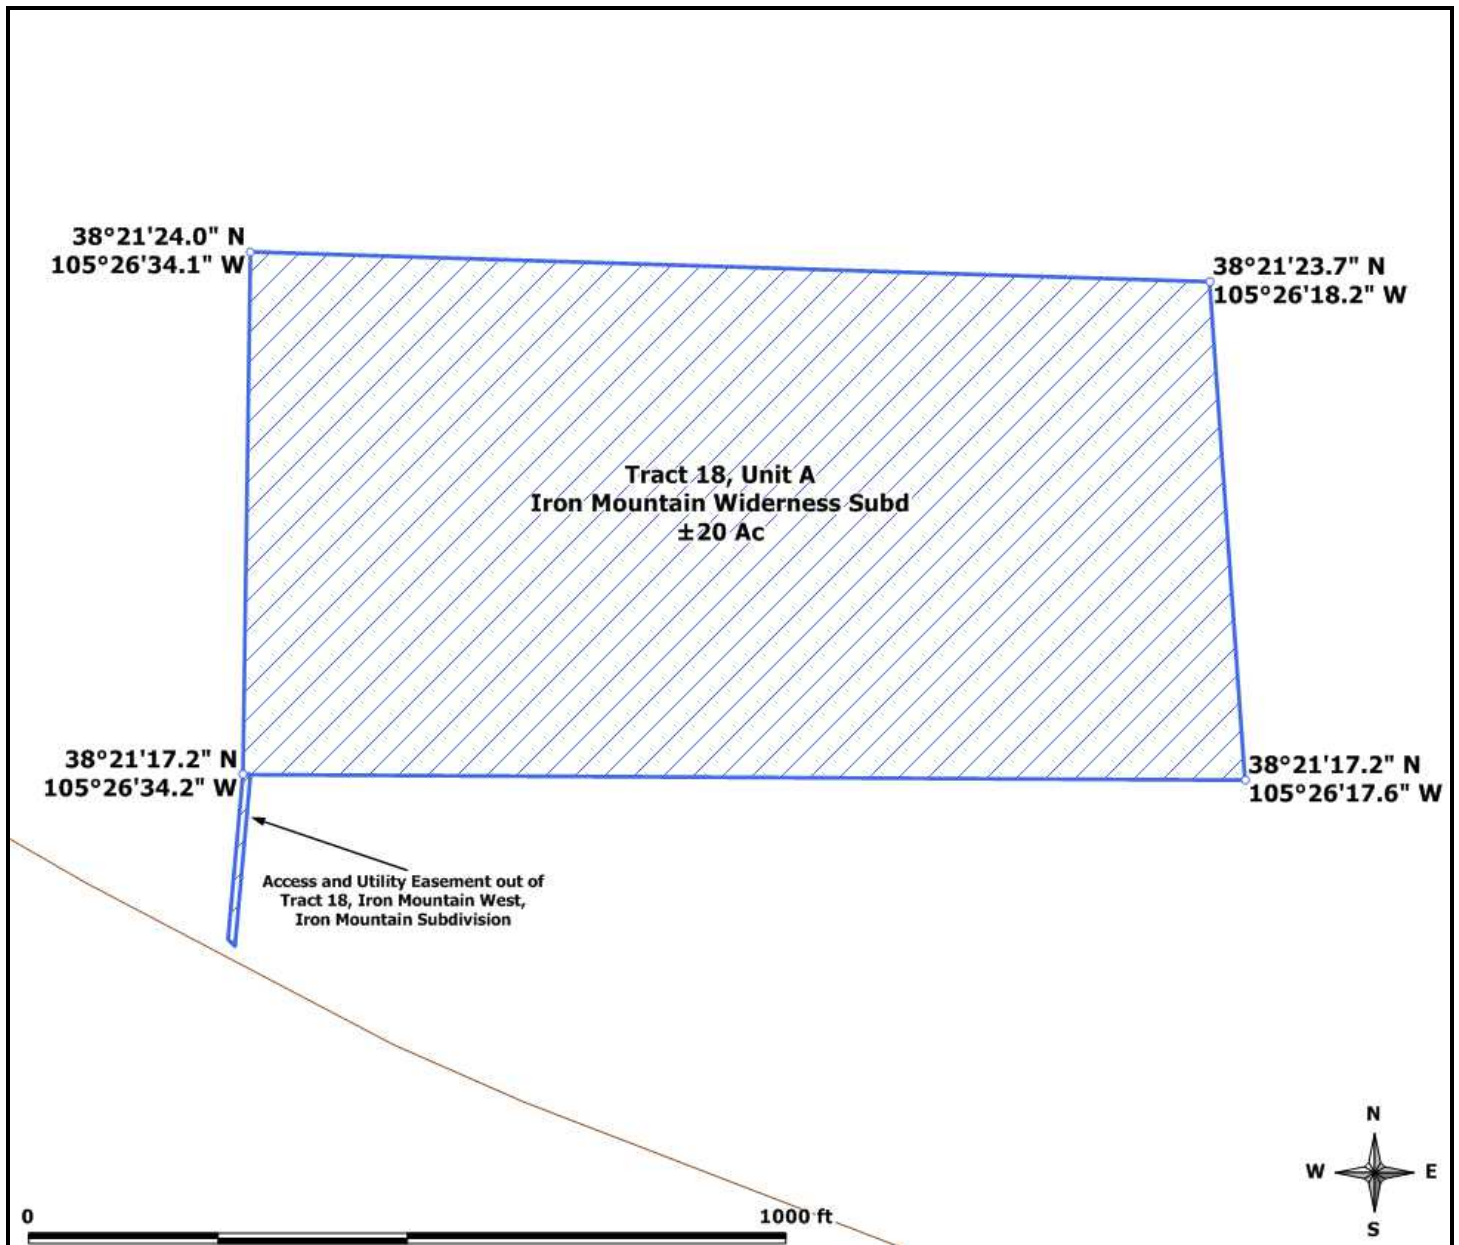 38°21'24.0" N
105°26'34.1" W
38°21'23.7" N
105°26'18.2" W
Tract 18, Unit A
Iron Mountain Widerness Subd
±20 Ac
38°21'17.2" N
105°26'34.2" W
38°21'17.2" N
105°26'17.6" W
Access and Utility Easement out of
Tract 18, Iron Mountain West,
Iron Mountain Subdivision
N
W E
S
0 1000 ft